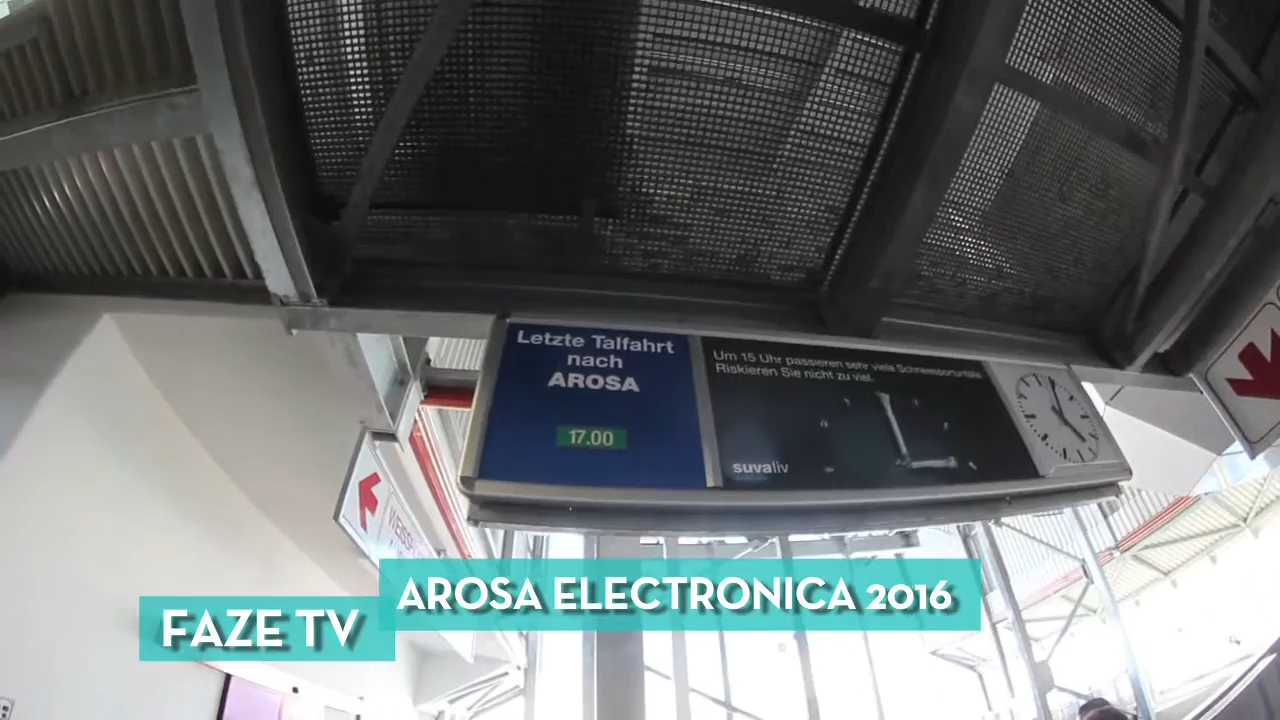 Letzte Talfahrt
nach
AROSA
17.00
Um 15 Uhr passieren sehr viele Schneesportunfälle.
Riskieren Sie nicht zu viel.
suvaliv
AROSA ELECTRONICA 2016
FAZE TV